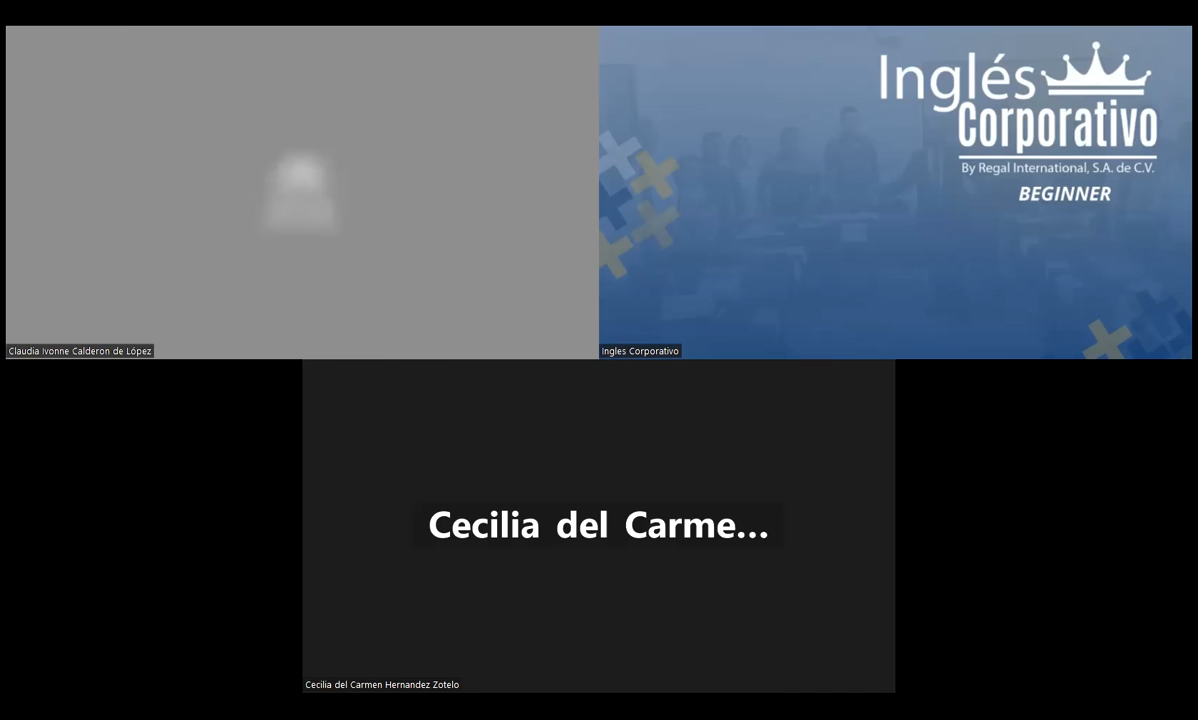 Inglés
Corporativo
By Regal International, S.A. de C.V.
BEGINNER
Claudia Ivonne Calderon de López
Ingles Corporativo
Cecilia del Carme...
Cecilia del Carmen Hernandez Zotelo